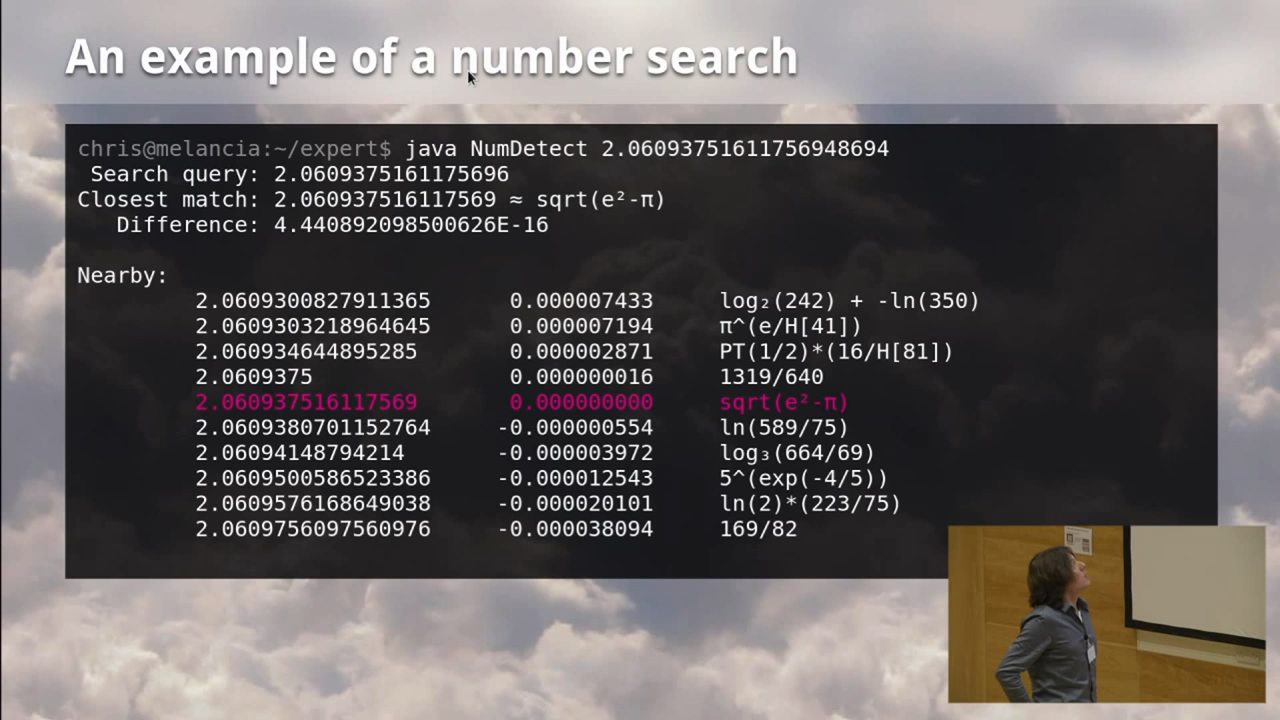 An example of a number search
chris@melancia:~/expert$ java NumDetect 2.06093751611756948694
Search query: 2.0609375161175696
Closest match: 2.060937516117569 ≈ sqrt(e²-π)
Difference: 4.440892098500626E-16
Nearby:
2.0609300827911365 0.000007433 log₂(242) + -ln(350)
2.0609303218964645 0.000007194 π^(e/H[41])
2.060934644895285 0.000002871 PT(1/2)*(16/H[81])
2.0609375 0.000000016 1319/640
2.060937516117569 0.000000000 sqrt(e²-π)
2.0609380701152764 -0.000000554 ln(589/75)
2.06094148794214 -0.000003972 log₃(664/69)
2.0609500586523386 -0.000012543 5^(exp(-4/5))
2.0609576168649038 -0.000020101 ln(2)*(223/75)
2.0609756097560976 -0.000038094 169/82